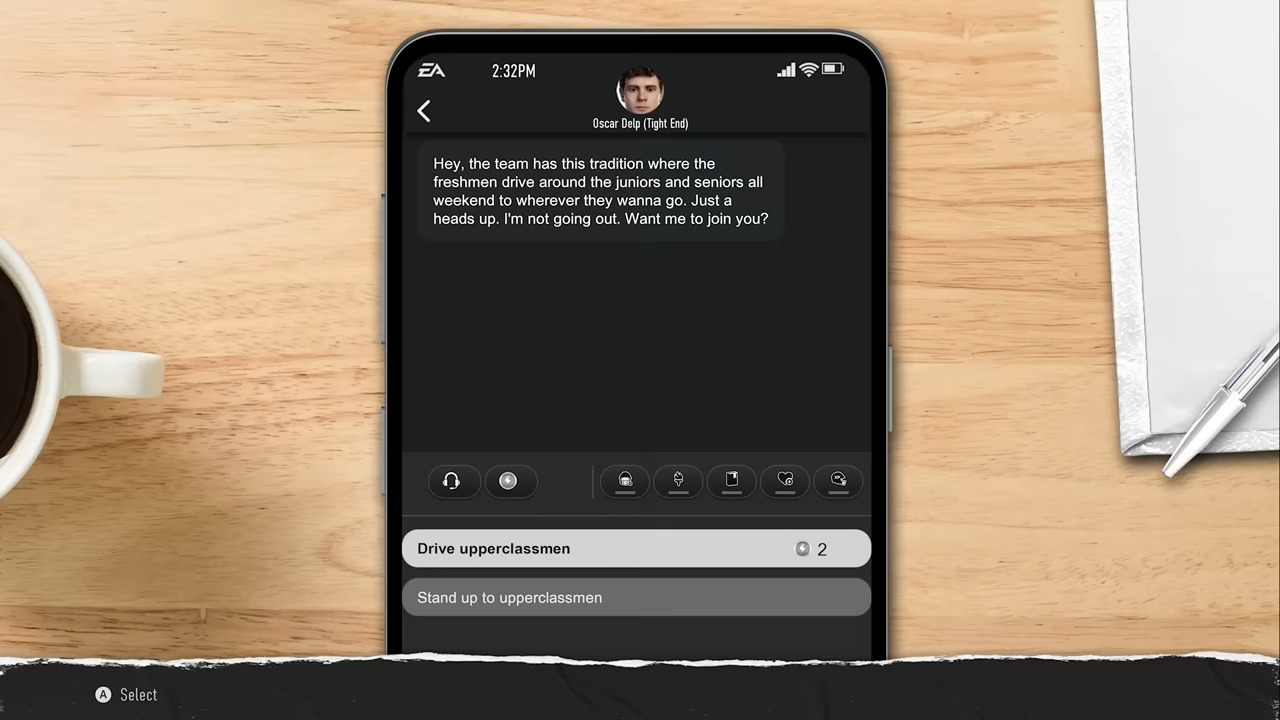 EA
2:32PM
Oscar Delp (Tight End)
Hey, the team has this tradition where the
freshmen drive around the juniors and seniors all
weekend to wherever they wanna go. Just a
heads up. I'm not going out. Want me to join you?
Drive upperclassmen 2
Stand up to upperclassmen
A Select